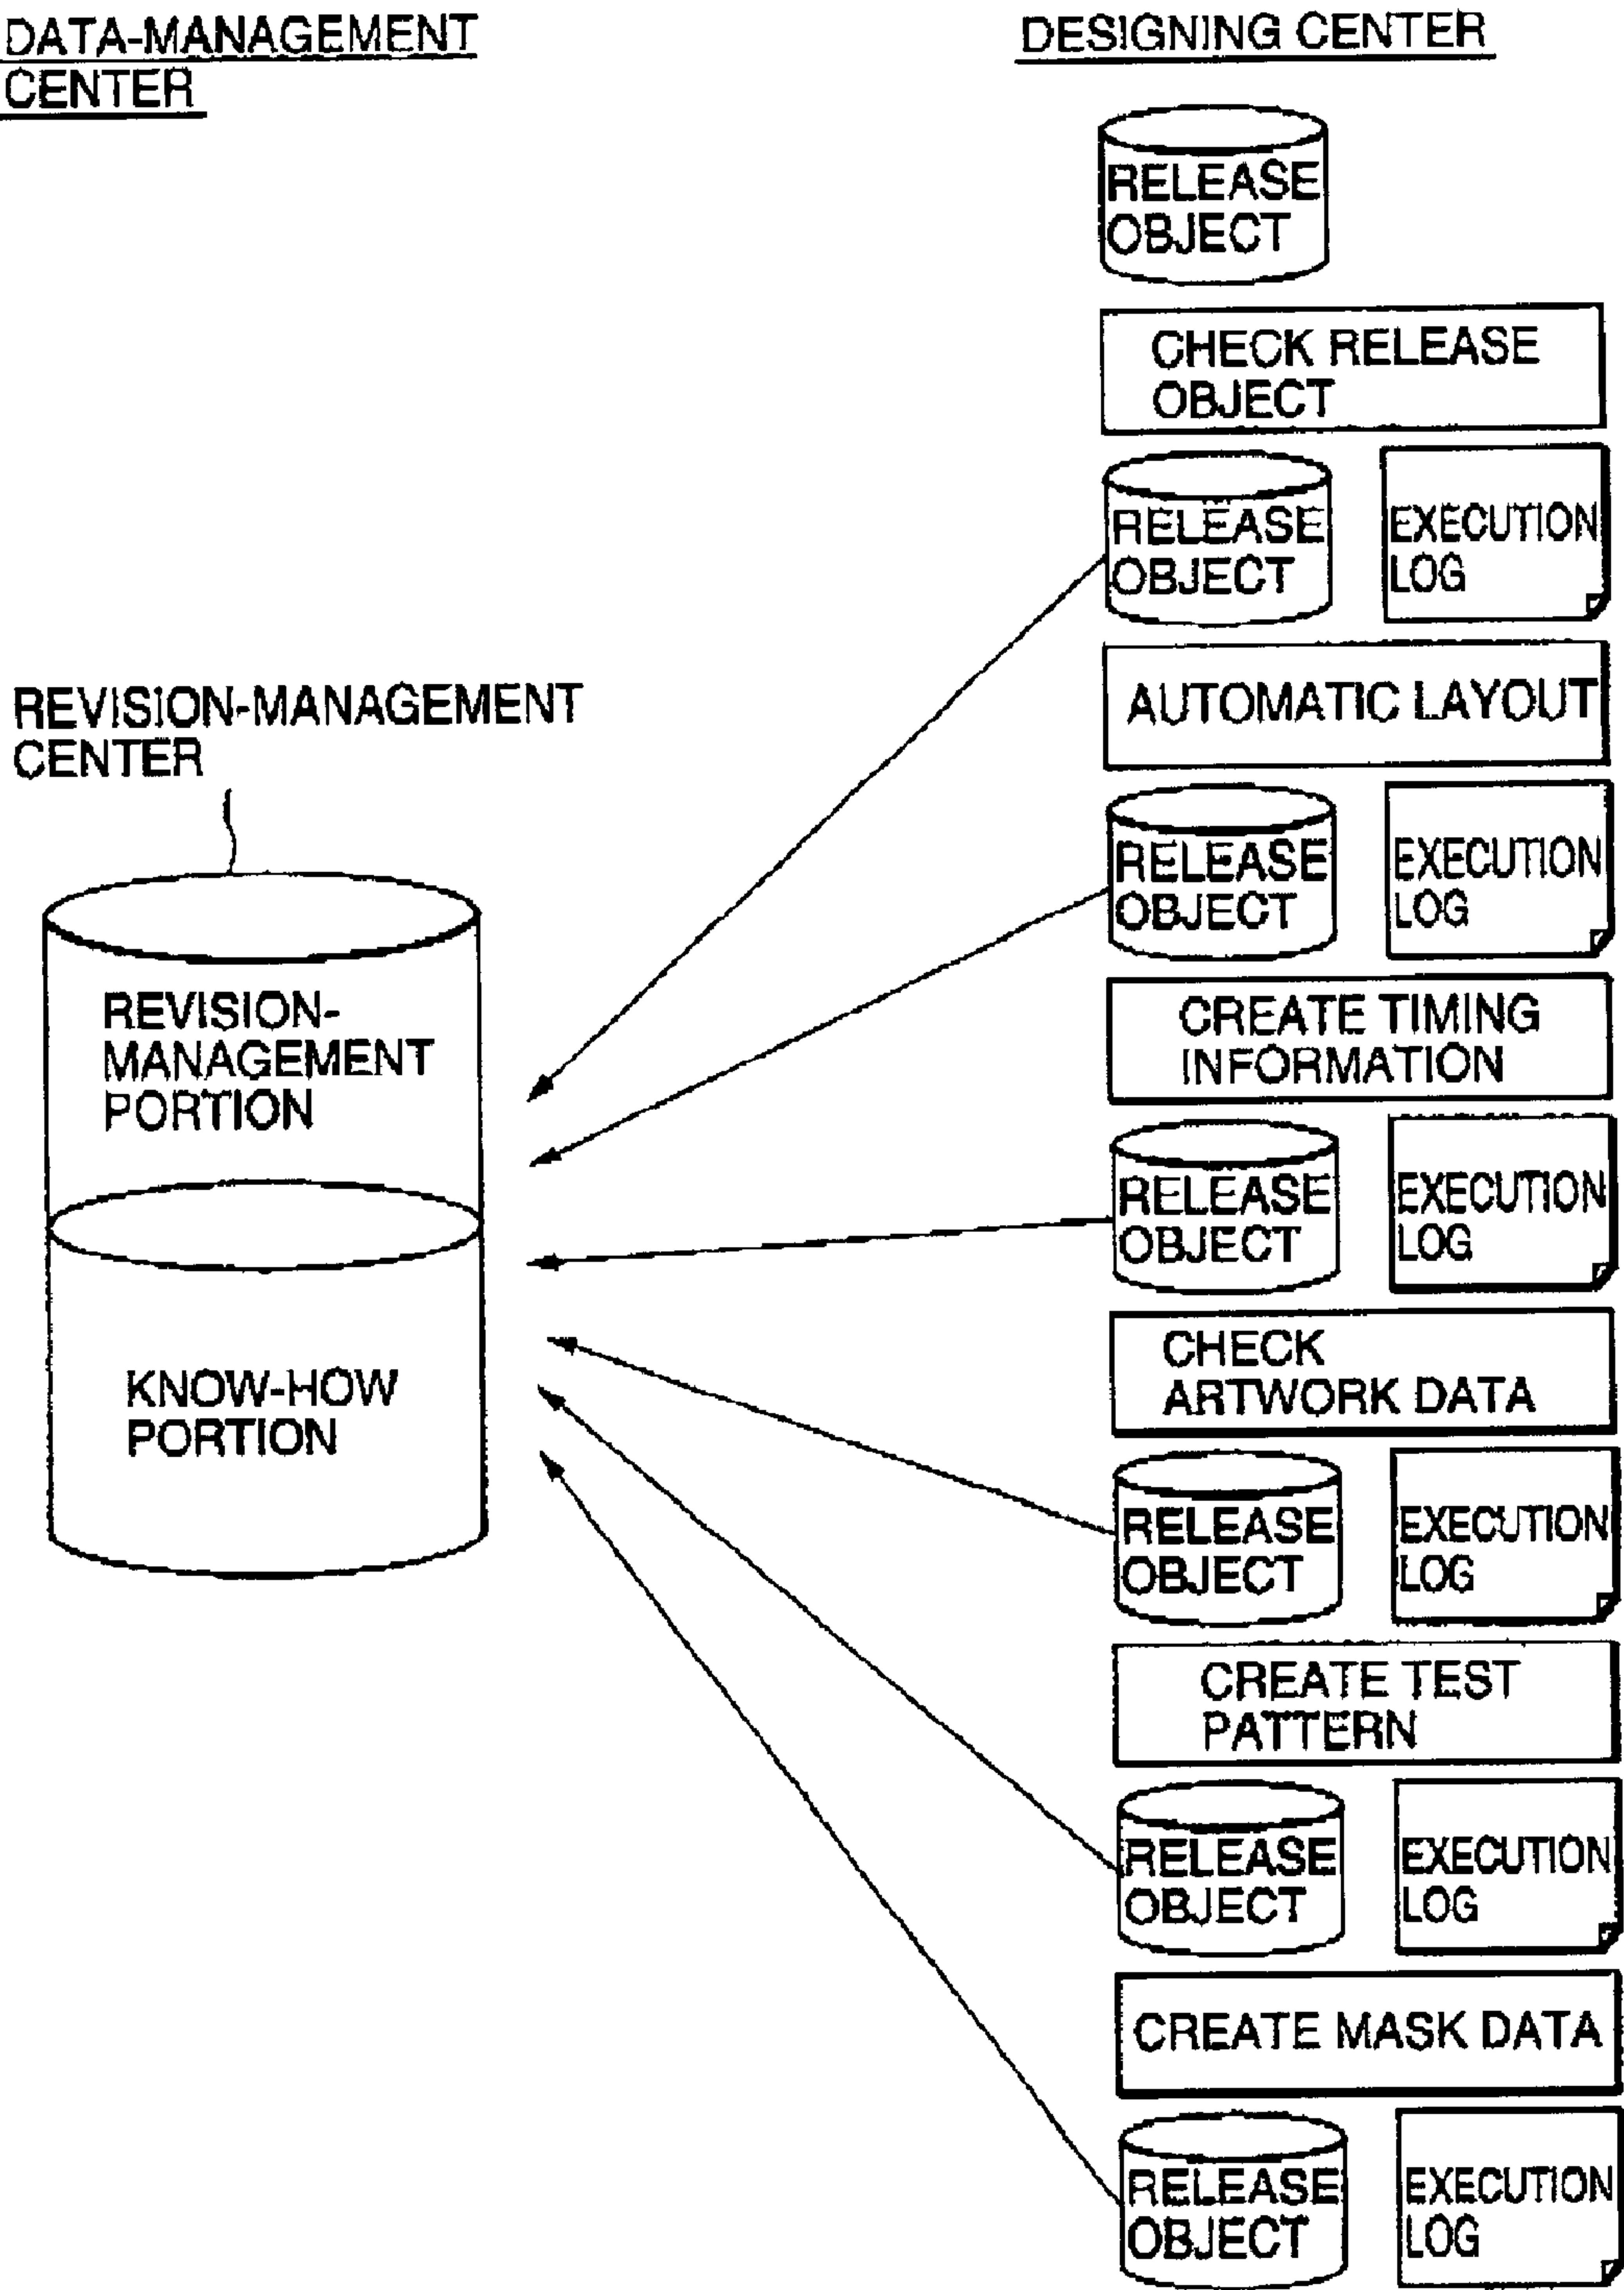 DATA-MANAGEMENT
CENTER
DESIGNING CENTER
RELEASE
OBJECT
CHECK RELEASE
OBJECT
RELEASE
OBJECT
EXECUTION
LOG
AUTOMATIC LAYOUT
REVISION-MANAGEMENT
CENTER
RELEASE
OBJECT
EXECUTION
LOG
REVISION-
MANAGEMENT
PORTION
CREATE TIMING
INFORMATION
RELEASE
OBJECT
EXECUTION
LOG
KNOW-HOW
PORTION
CHECK
ARTWORK DATA
RELEASE
OBJECT
EXECUTION
LOG
CREATE TEST
PATTERN
RELEASE
OBJECT
EXECUTION
LOG
CREATE MASK DATA
RELEASE
OBJECT
EXECUTION
LOG